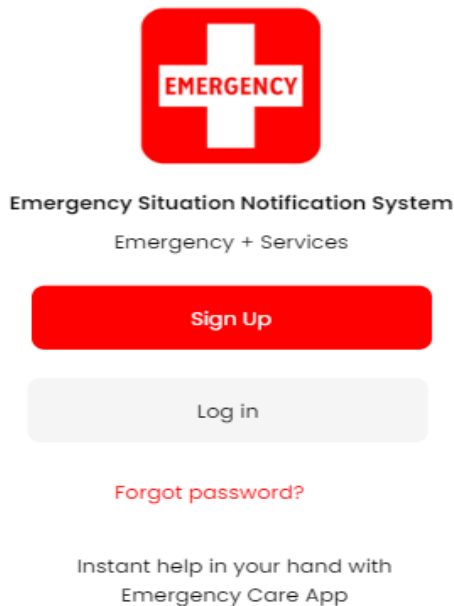 EMERGENCY
Emergency Situation Notification System
Emergency + Services
Sign Up
Log in
Forgot password?
Instant help in your hand with
Emergency Care App